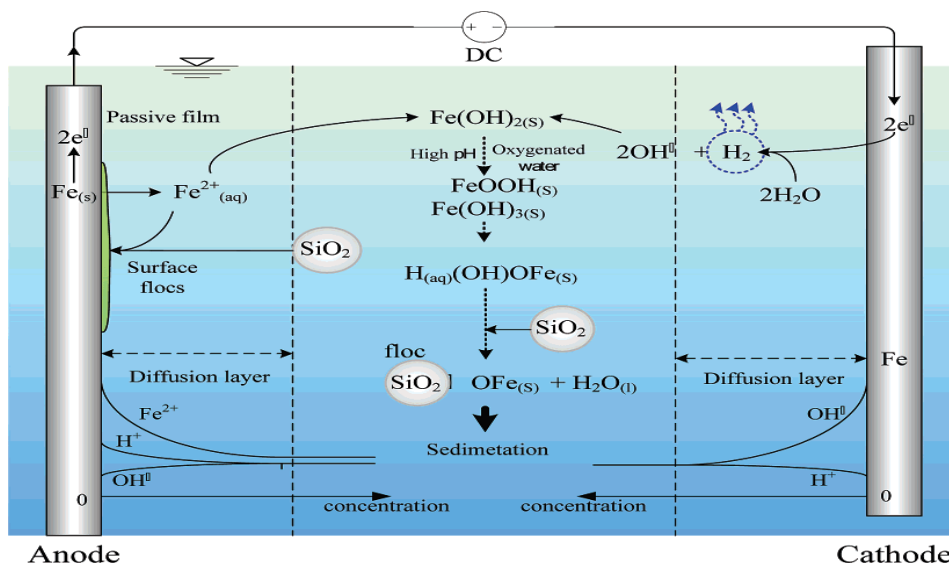 + −
DC
Passive film
2e▯
Fe(s)
Fe2+(aq)
Surface
flocs
SiO2
Fe(OH)2(S)
High pH
Oxygenated
water
FeOOH(S)
Fe(OH)3(S)
H(aq)(OH)OFe(S)
SiO2
floc
SiO2 OFe(S) + H2O(l)
Sedimetation
2OH▯ + H2
2e▯
2H2O
Fe
Diffusion layer
Diffusion layer
Fe2+
H+
OH▯
0
concentration
concentration
OH▯
H+
0
Anode
Cathode